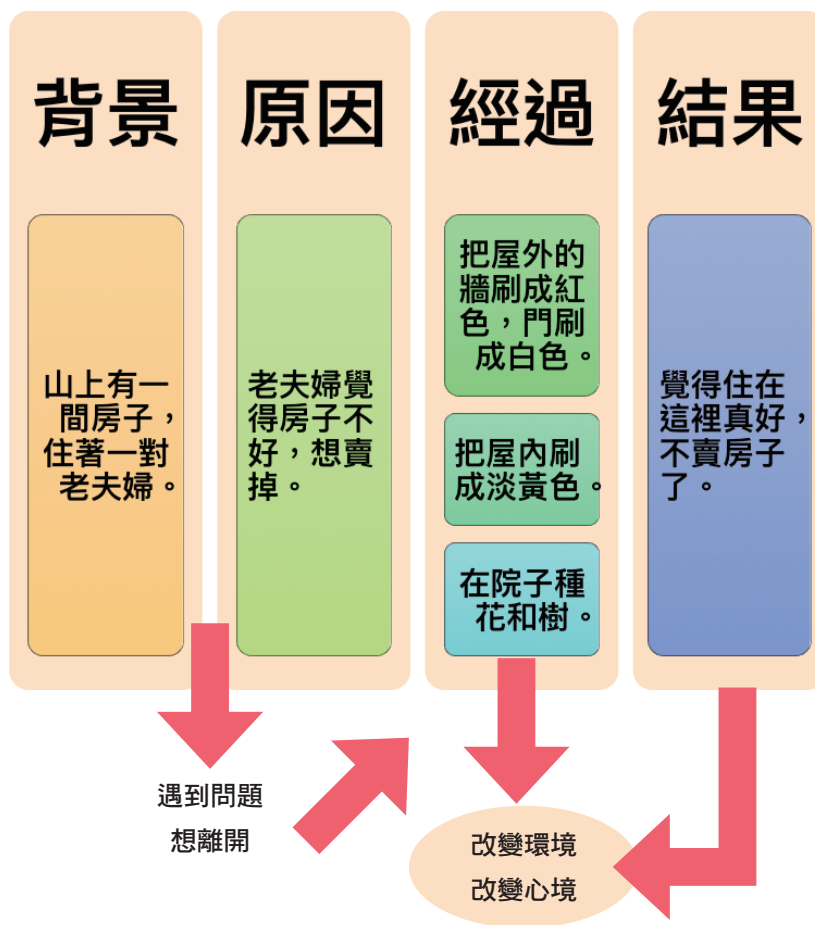 背景
山上有一
間房子，
住著一對
老夫婦。
原因
老夫婦覺
得房子不
好，想賣
掉。
經過
把屋外的
牆刷成紅
色，門刷
成白色。
把屋內刷
成淡黃色。
在院子種
花和樹。
結果
覺得住在
這裡真好，
不賣房子
了。
遇到問題
想離開
改變環境
改變心境